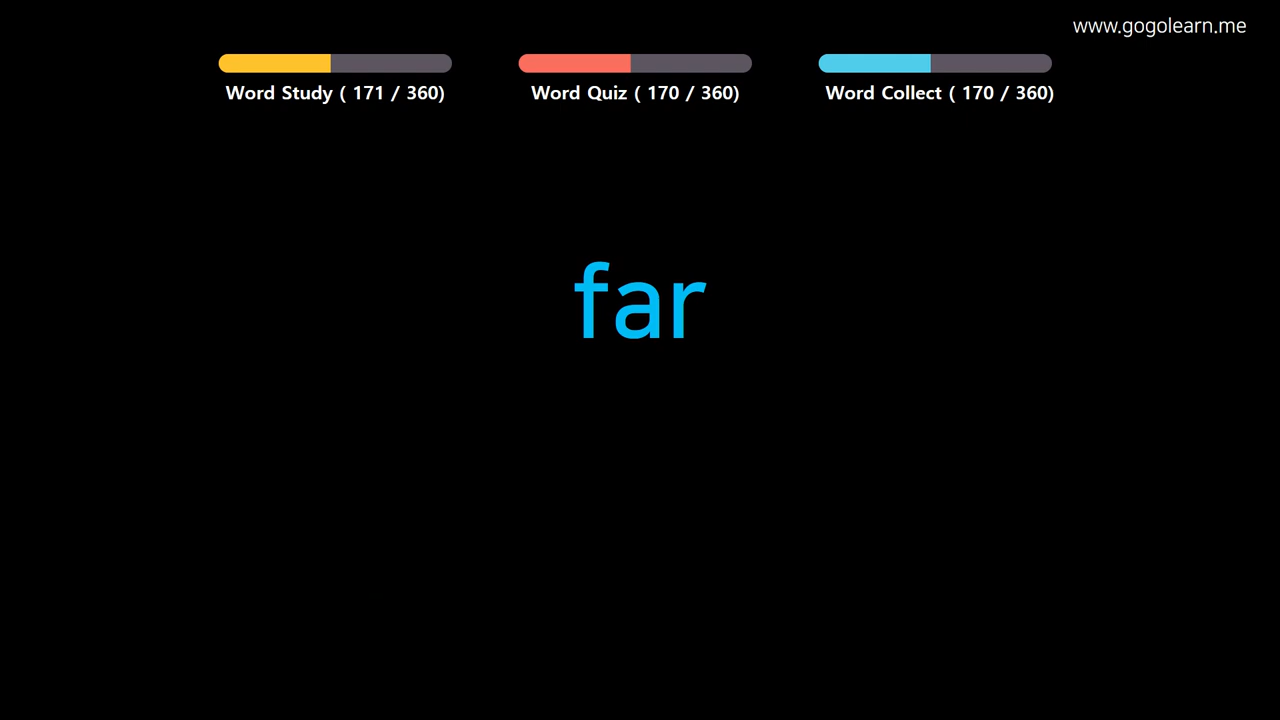 www.gogolearn.me
Word Study ( 171 / 360) Word Quiz ( 170 / 360) Word Collect ( 170 / 360)
far